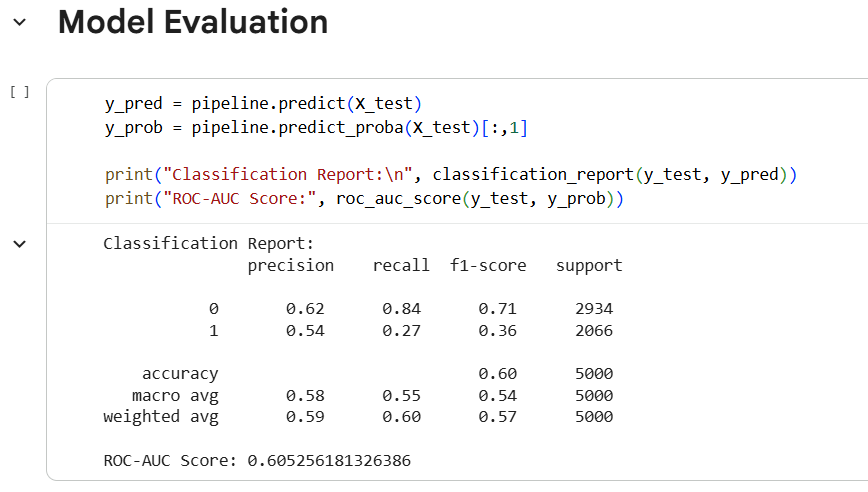 Model Evaluation
[ ]
y_pred = pipeline.predict(X_test)
y_prob = pipeline.predict_proba(X_test)[:,1]
print("Classification Report:\n", classification_report(y_test, y_pred))
print("ROC-AUC Score:", roc_auc_score(y_test, y_prob))
Classification Report:
precision recall f1-score support
0 0.62 0.84 0.71 2934
1 0.54 0.27 0.36 2066
accuracy 0.60 5000
macro avg 0.58 0.55 0.54 5000
weighted avg 0.59 0.60 0.57 5000
ROC-AUC Score: 0.605256181326386